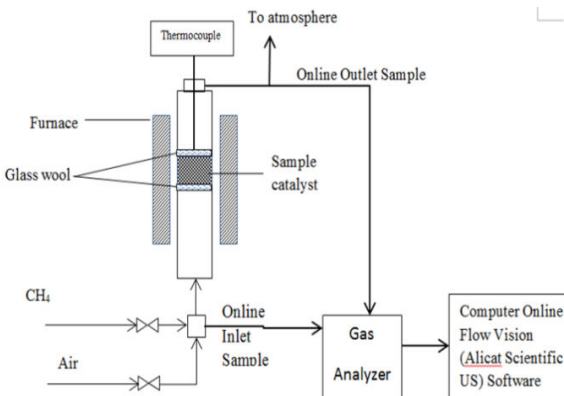 To atmosphere
Thermocouple
Online Outlet Sample
Furnace
Glass wool
Sample
catalyst
CH₄
Online
Inlet
Sample
Air
Gas
Analyzer
Computer Online
Flow Vision
(Alicat Scientific
US) Software